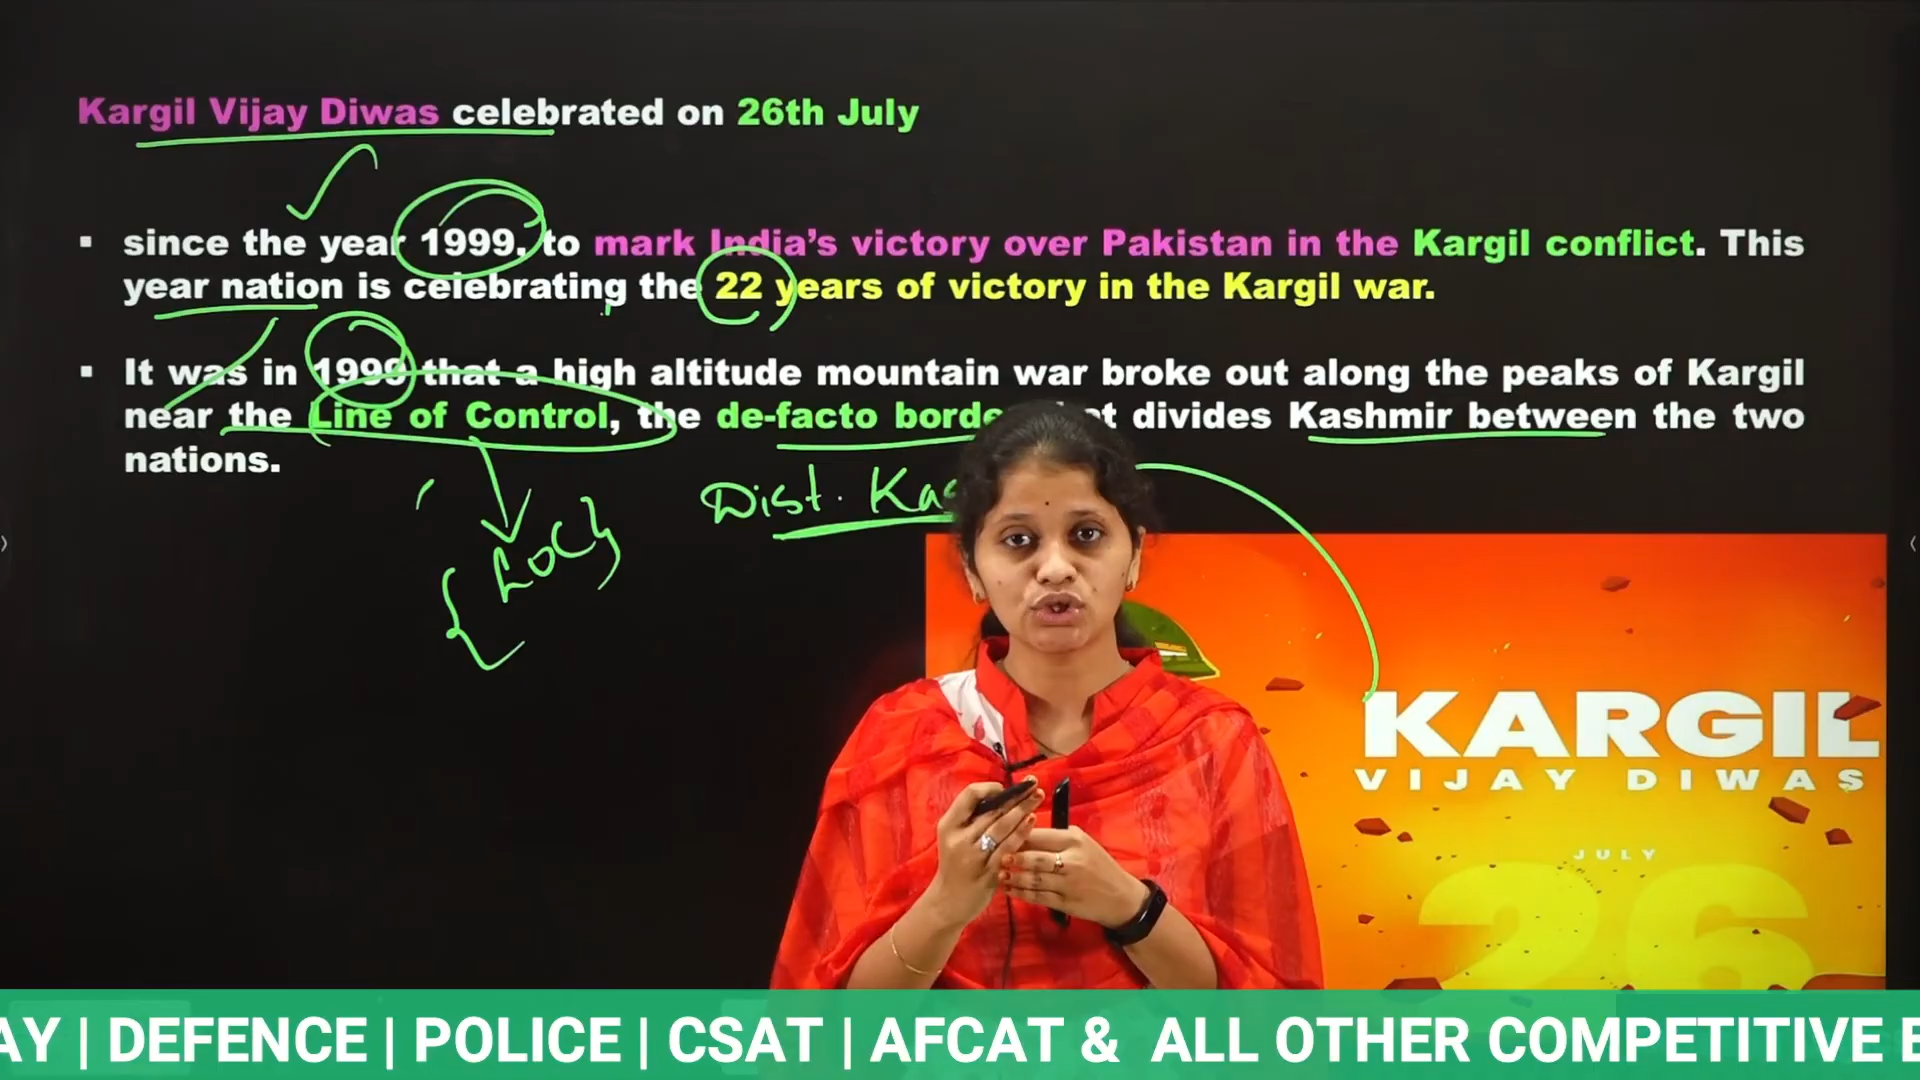 Kargil Vijay Diwas celebrated on 26th July
▪ since the year 1999, to mark India's victory over Pakistan in the Kargil conflict. This
year nation is celebrating the 22 years of victory in the Kargil war.
▪ It was in 1999 that a high altitude mountain war broke out along the peaks of Kargil
near the Line of Control, the de-facto divides Kashmir between the two
nations.
Dist.
LOC
KARGIL
VIJAY DIWAS
JULY
26
| DEFENCE | POLICE | CSAT | AFCAT & ALL OTHER COMPETITIVE